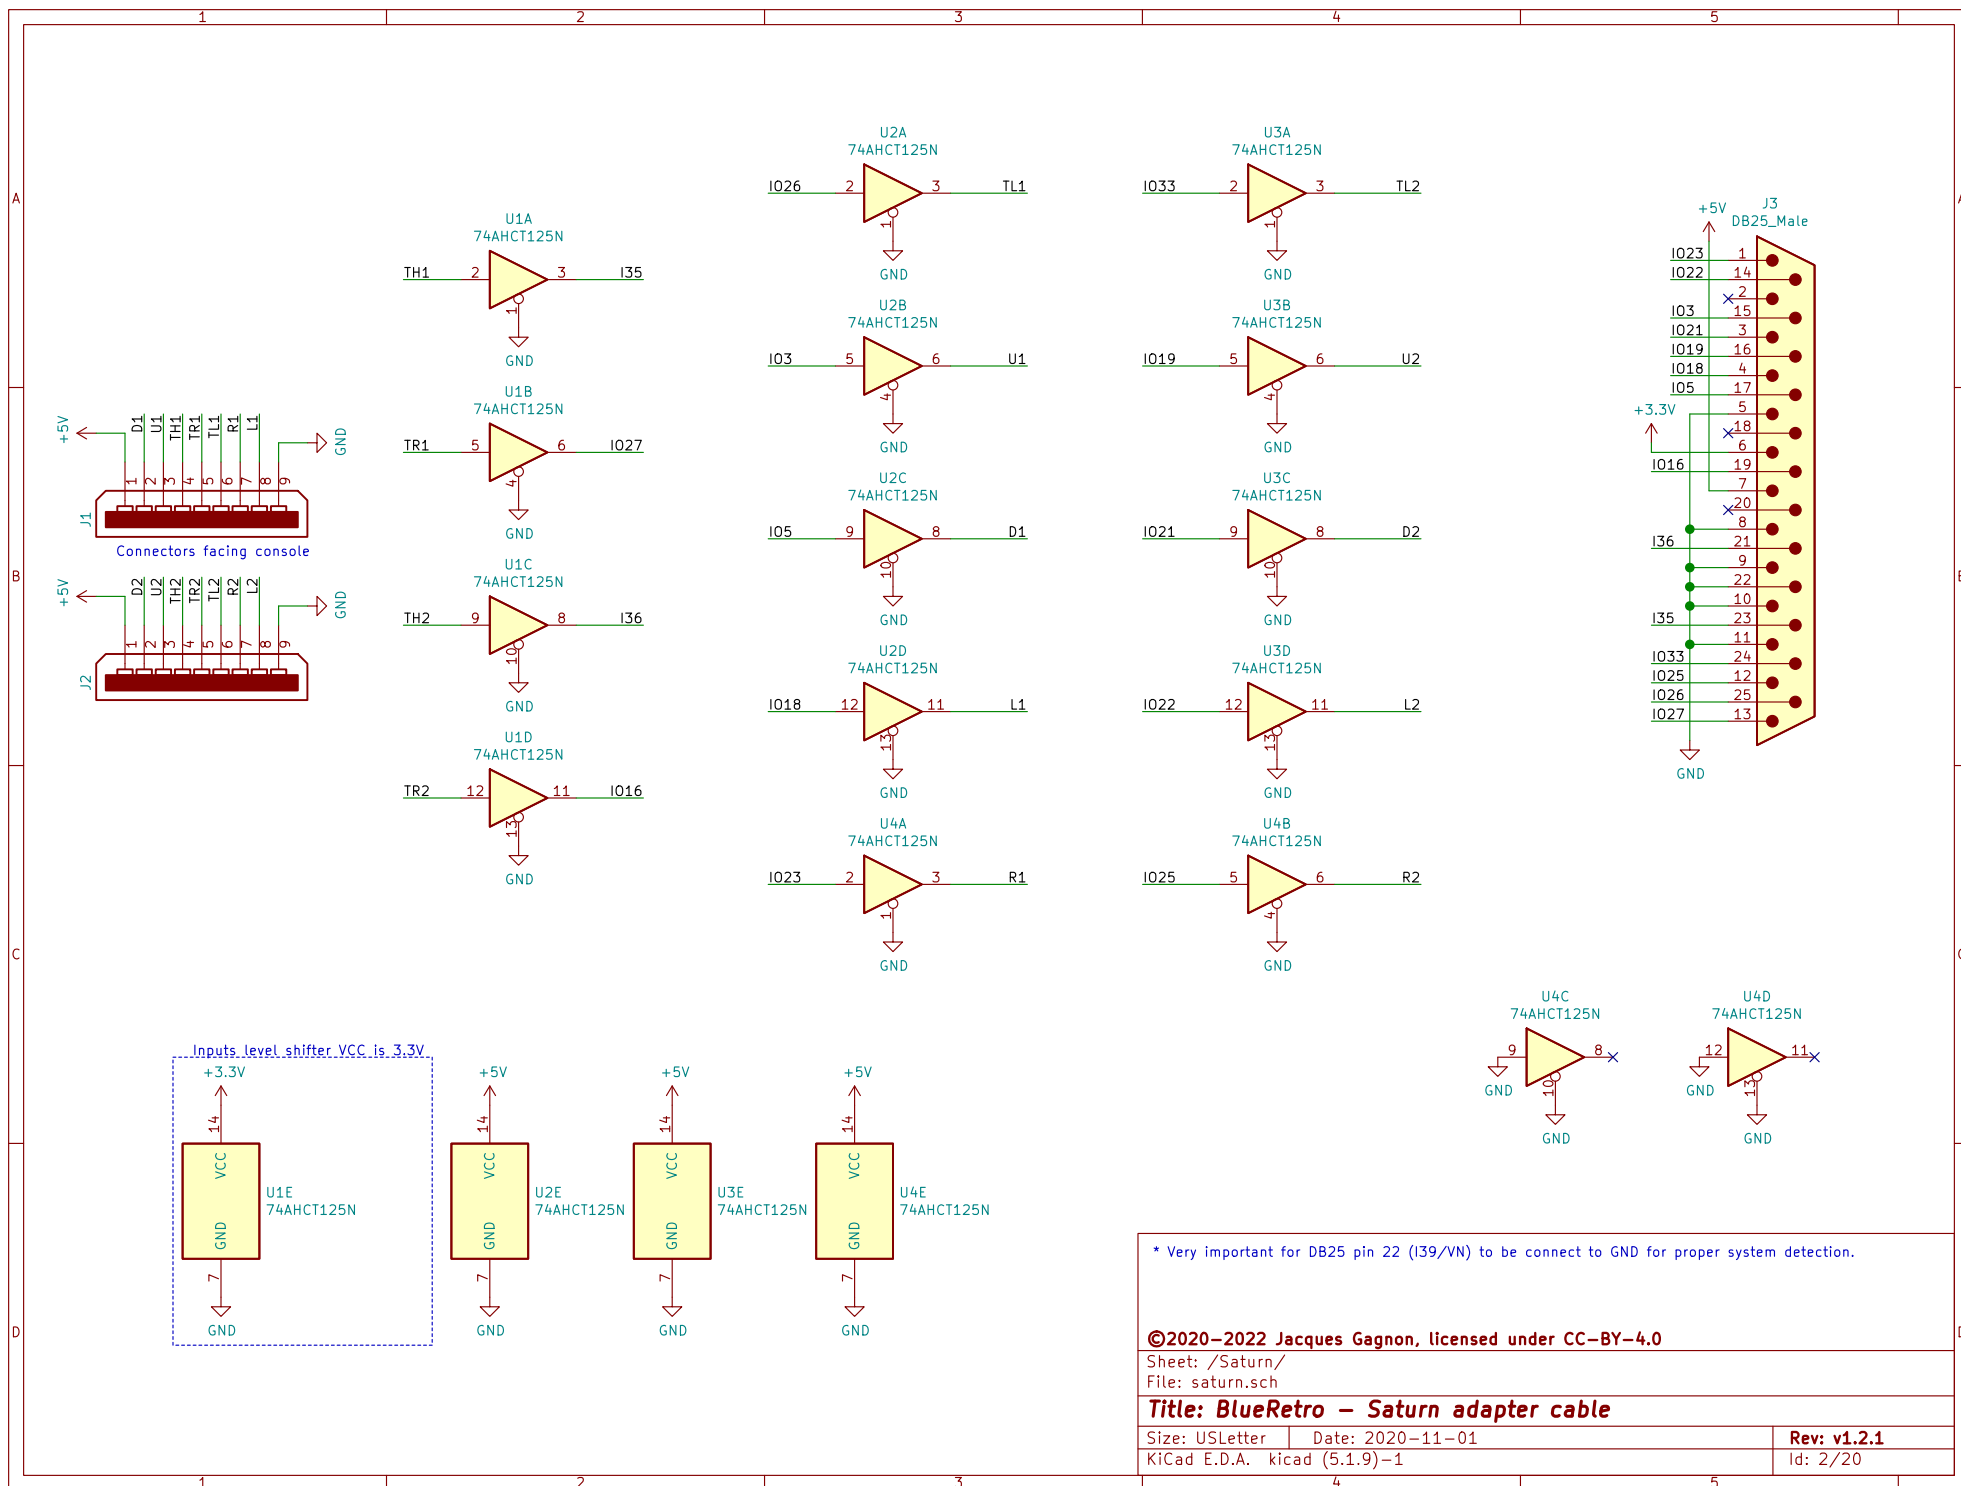 1 2 3 4 5
A
B
C
D
U1A
74AHCT125N
TH1 2 3 I35
1
GND
U1B
74AHCT125N
TR1 5 6 IO27
4
GND
U1C
74AHCT125N
TH2 9 8 I36
10
GND
U1D
74AHCT125N
TR2 12 11 IO16
13
GND
U2A
74AHCT125N
IO26 2 3 TL1
1
GND
U2B
74AHCT125N
IO3 5 6 U1
4
GND
U2C
74AHCT125N
IO5 9 8 D1
10
GND
U2D
74AHCT125N
IO18 12 11 L1
13
GND
U4A
74AHCT125N
IO23 2 3 R1
1
GND
U3A
74AHCT125N
IO33 2 3 TL2
1
GND
U3B
74AHCT125N
IO19 5 6 U2
4
GND
U3C
74AHCT125N
IO21 9 8 D2
10
GND
U3D
74AHCT125N
IO22 12 11 L2
13
GND
U4B
74AHCT125N
IO25 5 6 R2
4
GND
J3
DB25_Male
+5V
IO23 1
IO22 14
2
IO3 15
IO21 3
IO19 16
IO18 4
IO5 17
5
+3.3V
18
6
IO16 19
7
20
8
I36 21
9
22
10
I35 23
11
IO33 24
IO25 12
IO26 25
IO27 13
GND
+5V D1 U1 TH1 TR1 TL1 R1 L1 GND
1 2 3 4 5 6 7 8 9
J1
Connectors facing console
+5V D2 U2 TH2 TR2 TL2 R2 L2 GND
1 2 3 4 5 6 7 8 9
J2
U4C
74AHCT125N
9 8
10
GND
GND
U4D
74AHCT125N
12 11
13
GND
GND
Inputs level shifter VCC is 3.3V
+3.3V
14
VCC
GND
U1E
74AHCT125N
7
GND
+5V
14
VCC
GND
U2E
74AHCT125N
7
GND
+5V
14
VCC
GND
U3E
74AHCT125N
7
GND
+5V
14
VCC
GND
U4E
74AHCT125N
7
GND
* Very important for DB25 pin 22 (I39/VN) to be connect to GND for proper system detection.
©2020-2022 Jacques Gagnon, licensed under CC-BY-4.0
Sheet: /Saturn/
File: saturn.sch
Title: BlueRetro – Saturn adapter cable
Size: USLetter Date: 2020-11-01 Rev: v1.2.1
KiCad E.D.A. kicad (5.1.9)-1 Id: 2/20
1 2 3 4 5